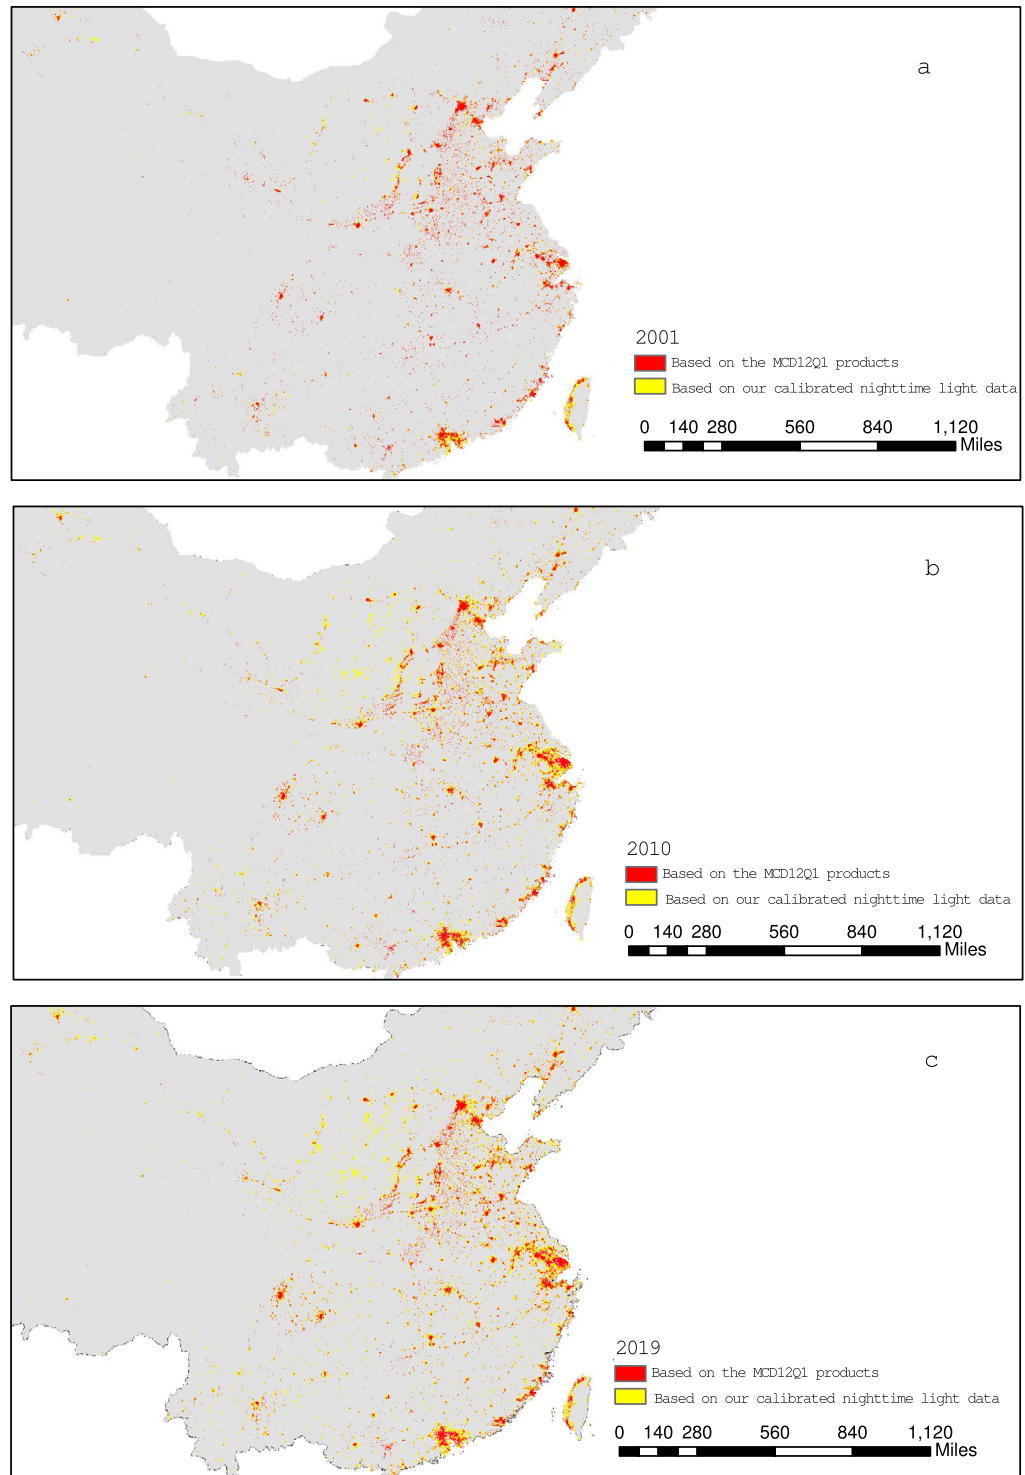 a
2001
Based on the MCD12Q1 products
Based on our calibrated nighttime light data
0 140 280 560 840 1,120
Miles
b
2010
Based on the MCD12Q1 products
Based on our calibrated nighttime light data
0 140 280 560 840 1,120
Miles
c
2019
Based on the MCD12Q1 products
Based on our calibrated nighttime light data
0 140 280 560 840 1,120
Miles